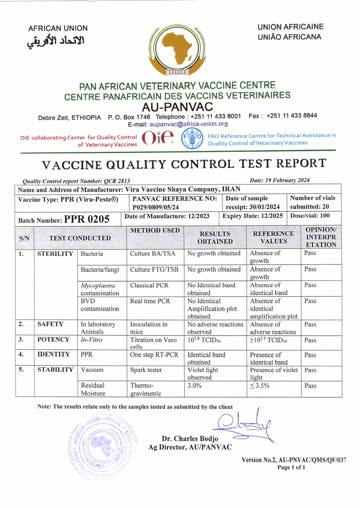 AFRICAN UNION
UNION AFRICAINE
الاتحاد الأفريقي
UNIÃO AFRICANA
PAN AFRICAN VETERINARY VACCINE CENTRE
CENTRE PANAFRICAIN DES VACCINS VETERINAIRES
AU-PANVAC
Debre Zeit, ETHIOPIA P. O. Box 1746 Telephone : +251 11 433 8001 Fax : +251 11 433 8844
E-mail: aupanvac@africa-union.org
OIE collaborating Center for Quality Control
of Veterinary Vaccines
Oie
FAO Reference Centre for Technical Assistance in
Quality Control of Veterinary Vaccines
VACCINE QUALITY CONTROL TEST REPORT
Quality Control report Number: QCR 2813
Date: 19 February 2024
Name and Address of Manufacturer: Vira Vaccine Shaya Company, IRAN
Vaccine Type: PPR (Vira-Peste®)
PANVAC REFERENCE NO: P029/0809/05/24
Date of sample receipt: 30/01/2024
Number of vials submitted: 20
Batch Number: PPR 0205
Date of Manufacture: 12/2023
Expiry Date: 12/2025
Dose/vial: 100
S/N TEST CONDUCTED METHOD USED RESULTS OBTAINED REFERENCE VALUES OPINION/ INTERPR ETATION
1. STERILITY Bacteria Culture BA/TSA No growth obtained Absence of growth Pass
Bacteria/fungi Culture FTG/TSB No growth obtained Absence of growth Pass
Mycoplasma contamination Classical PCR No Identical band obtained Absence of identical band Pass
BVD contamination Real time PCR No Identical Amplification plot obtained Absence of identical amplification plot Pass
2. SAFETY In laboratory Animals Inoculation in mice No adverse reactions observed Absence of adverse reactions Pass
3. POTENCY In-Vitro Titration on Vero cells TCID₅₀ TCID₅₀ Pass
4. IDENTITY PPR One step RT-PCR Identical band obtained Presence of identical band Pass
5. STABILITY Vacuum Spark tester Violet light observed Presence of violet light Pass
Residual Moisture Thermo-gravimetric 3.0% ≤ 3.5% Pass
Note: The results relate only to the samples tested as submitted by the client
Dr. Charles Bodjo
Ag Director, AU/PANVAC
Version No.2, AU-PNVAC/QMS/QF/037
Page 1 of 1